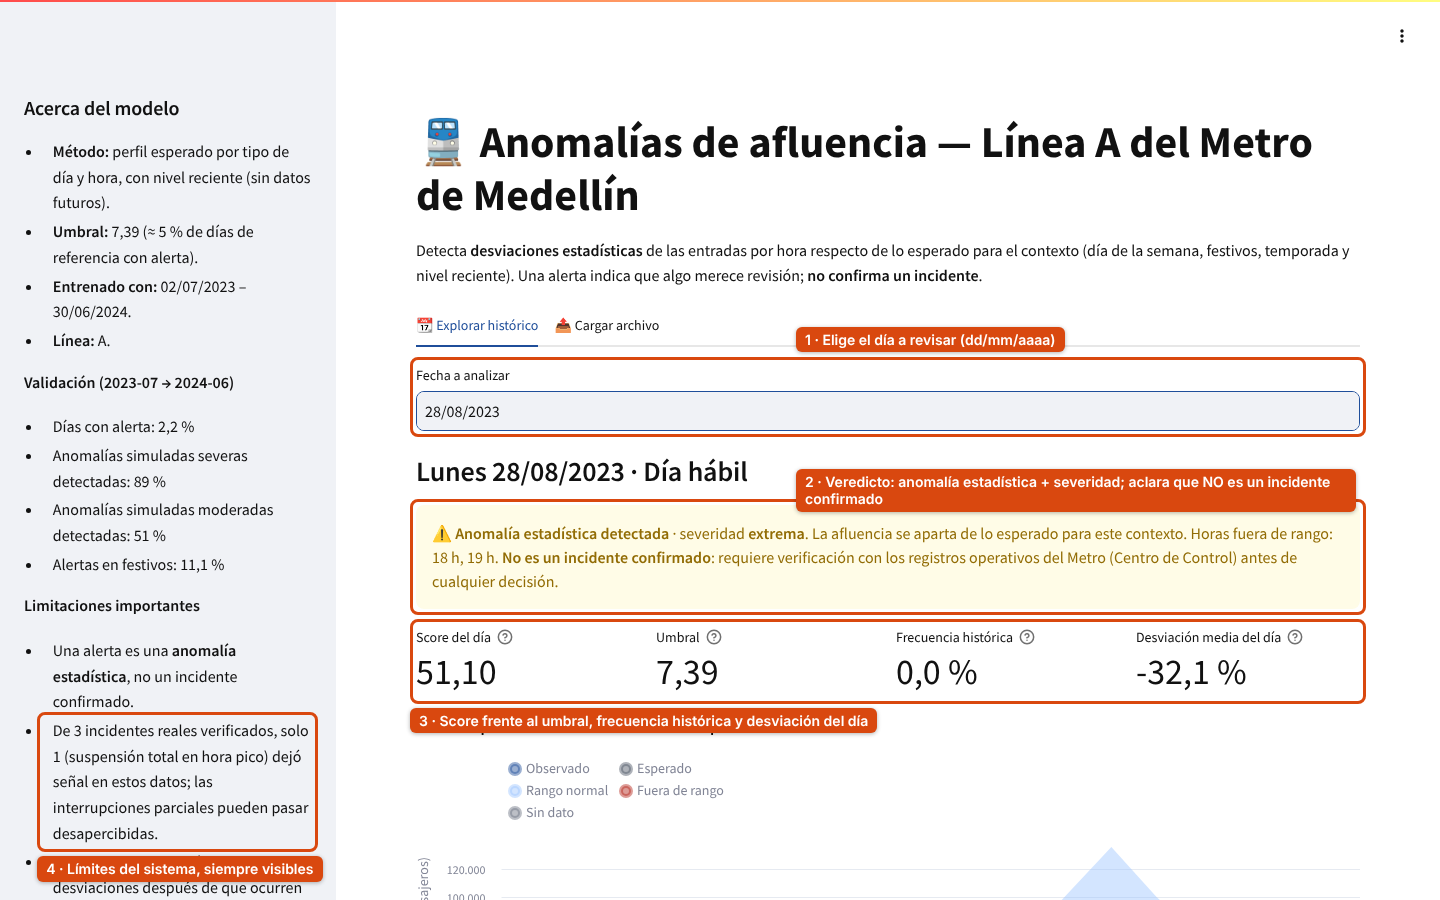 Acerca del modelo
Método: perfil esperado por tipo de
día y hora, con nivel reciente (sin datos
futuros).
Umbral: 7,39 (≈ 5 % de días de
referencia con alerta).
Entrenado con: 02/07/2023 –
30/06/2024.
Línea: A.
Validación (2023-07 → 2024-06)
Días con alerta: 2,2 %
Anomalías simuladas severas
detectadas: 89 %
Anomalías simuladas moderadas
detectadas: 51 %
Alertas en festivos: 11,1 %
Limitaciones importantes
Una alerta es una anomalía
estadística, no un incidente
confirmado.
De 3 incidentes reales verificados, solo
1 (suspensión total en hora pico) dejó
señal en estos datos; las
interrupciones parciales pueden pasar
desapercibidas.
4 · Límites del sistema, siempre visibles
desviaciones después de que ocurren
Anomalías de afluencia — Línea A del Metro
de Medellín
Detecta desviaciones estadísticas de las entradas por hora respecto de lo esperado para el contexto (día de la semana, festivos, temporada y
nivel reciente). Una alerta indica que algo merece revisión; no confirma un incidente.
Explorar histórico Cargar archivo
1 · Elige el día a revisar (dd/mm/aaaa)
Fecha a analizar
28/08/2023
Lunes 28/08/2023 · Día hábil
2 · Veredicto: anomalía estadística + severidad; aclara que NO es un incidente
confirmado
Anomalía estadística detectada · severidad extrema. La afluencia se aparta de lo esperado para este contexto. Horas fuera de rango:
18 h, 19 h. No es un incidente confirmado: requiere verificación con los registros operativos del Metro (Centro de Control) antes de
cualquier decisión.
Score del día Umbral Frecuencia histórica Desviación media del día
51,10 7,39 0,0 % -32,1 %
3 · Score frente al umbral, frecuencia histórica y desviación del día
Observado Esperado
Rango normal Fuera de rango
Sin dato
120.000
100.000